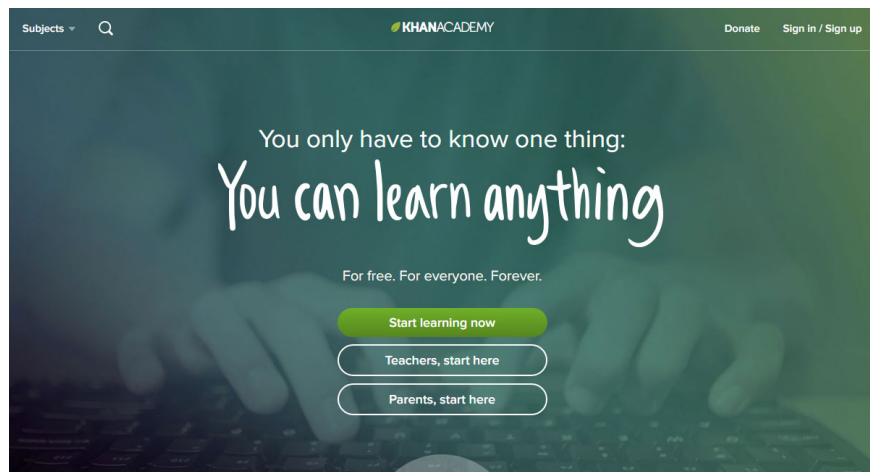 Subjects
KHANACADEMY
Donate
Sign in / Sign up
You only have to know one thing:
You can learn anything
For free. For everyone. Forever.
Start learning now
Teachers, start here
Parents, start here